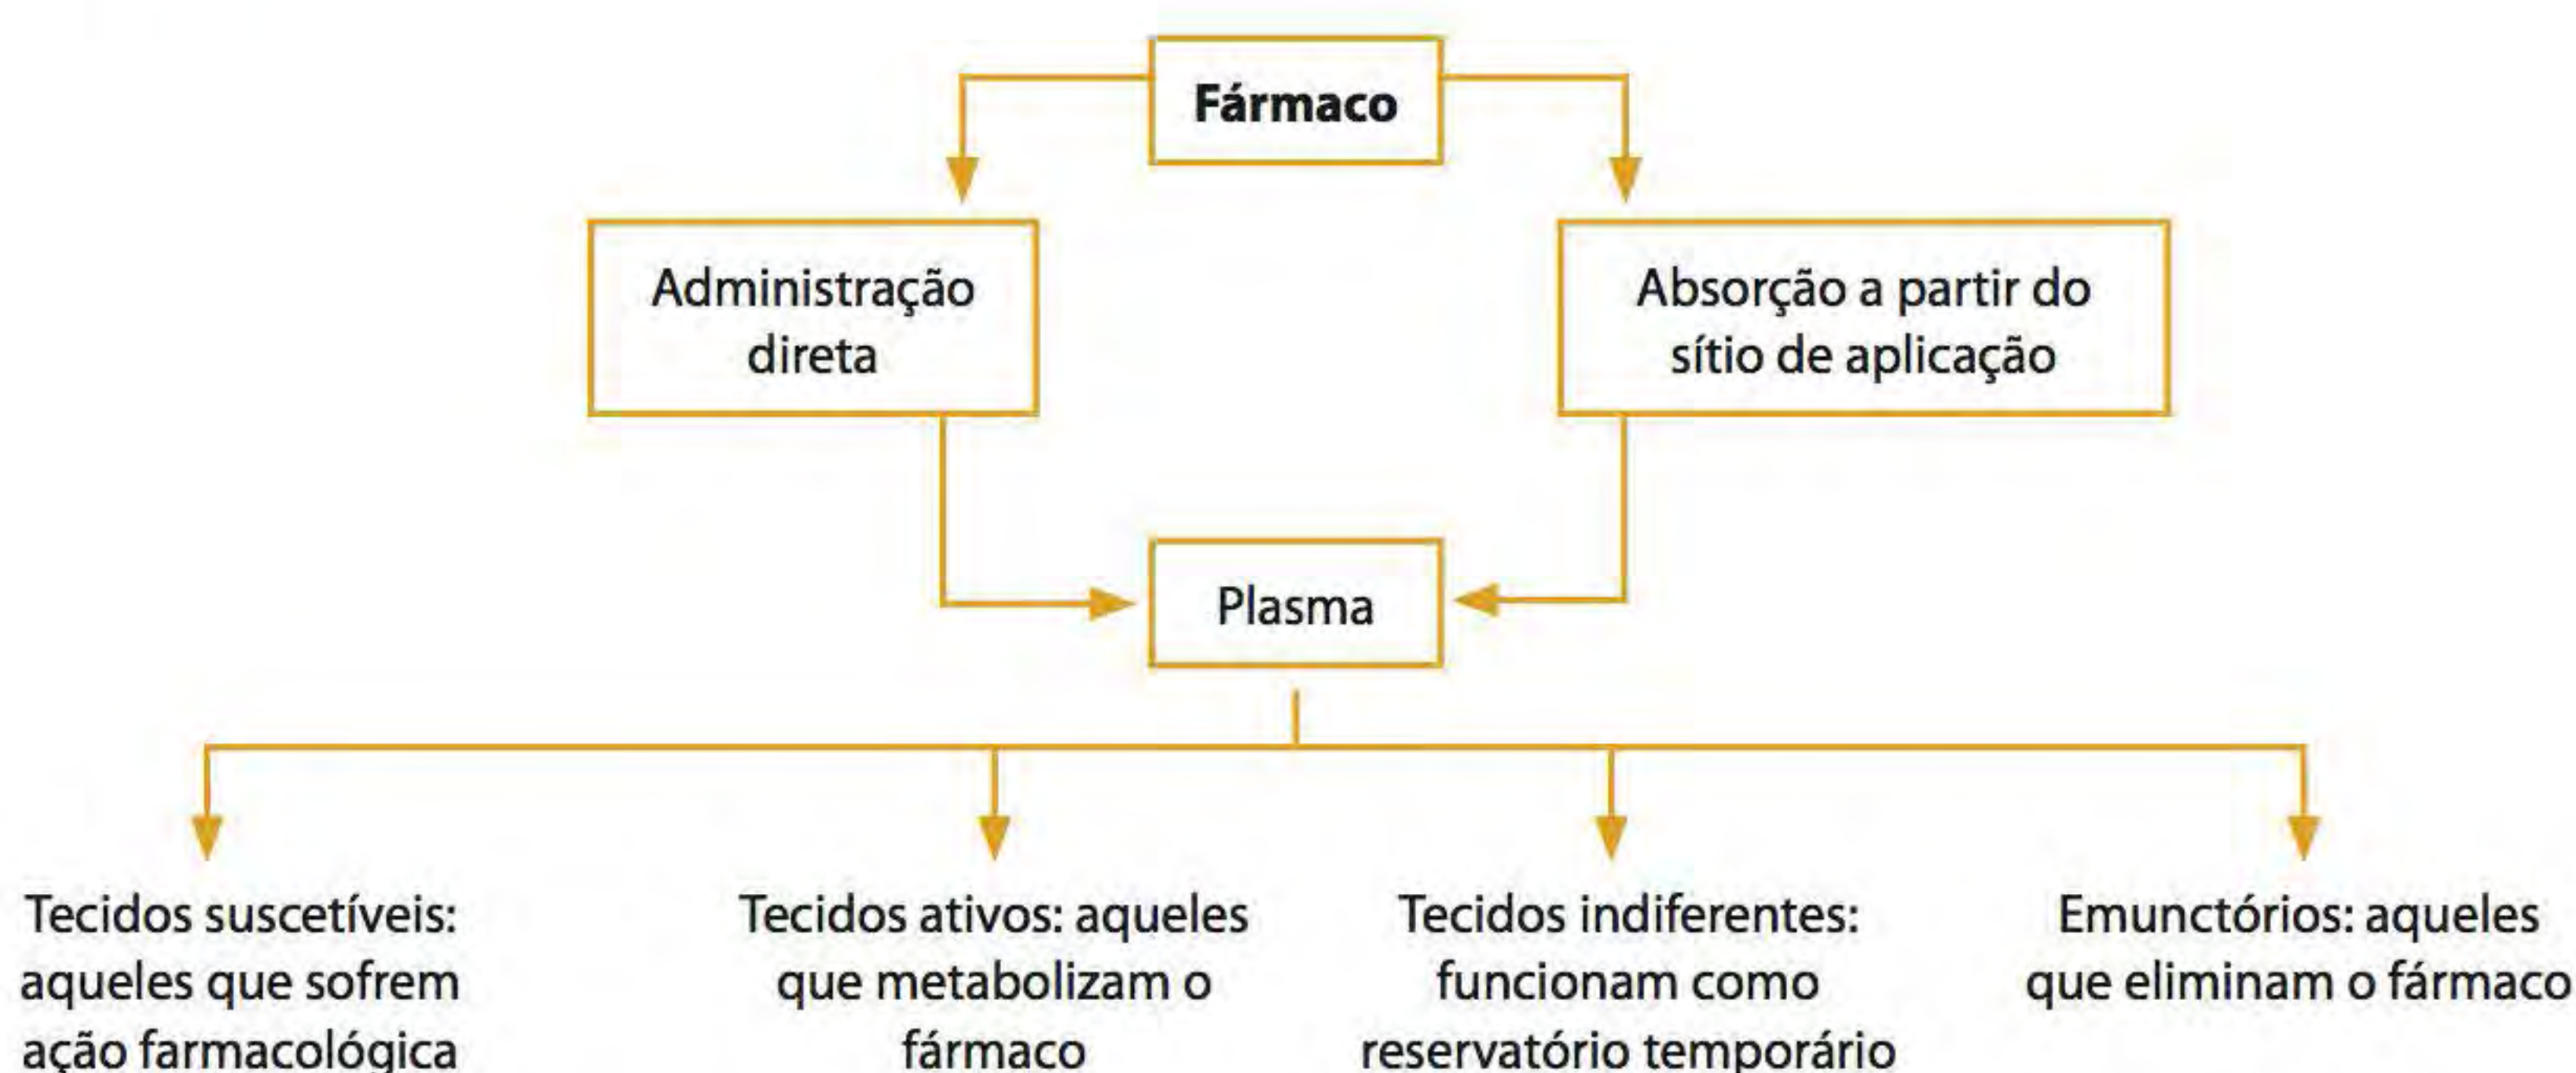 Fármaco
Administração
direta
Absorção a partir do
sítio de aplicação
Plasma
Tecidos suscetíveis:
aqueles que sofrem
ação farmacológica
Tecidos ativos: aqueles
que metabolizam o
fármaco
Tecidos indiferentes:
funcionam como
reservatório temporário
Emunctórios: aqueles
que eliminam o fármaco